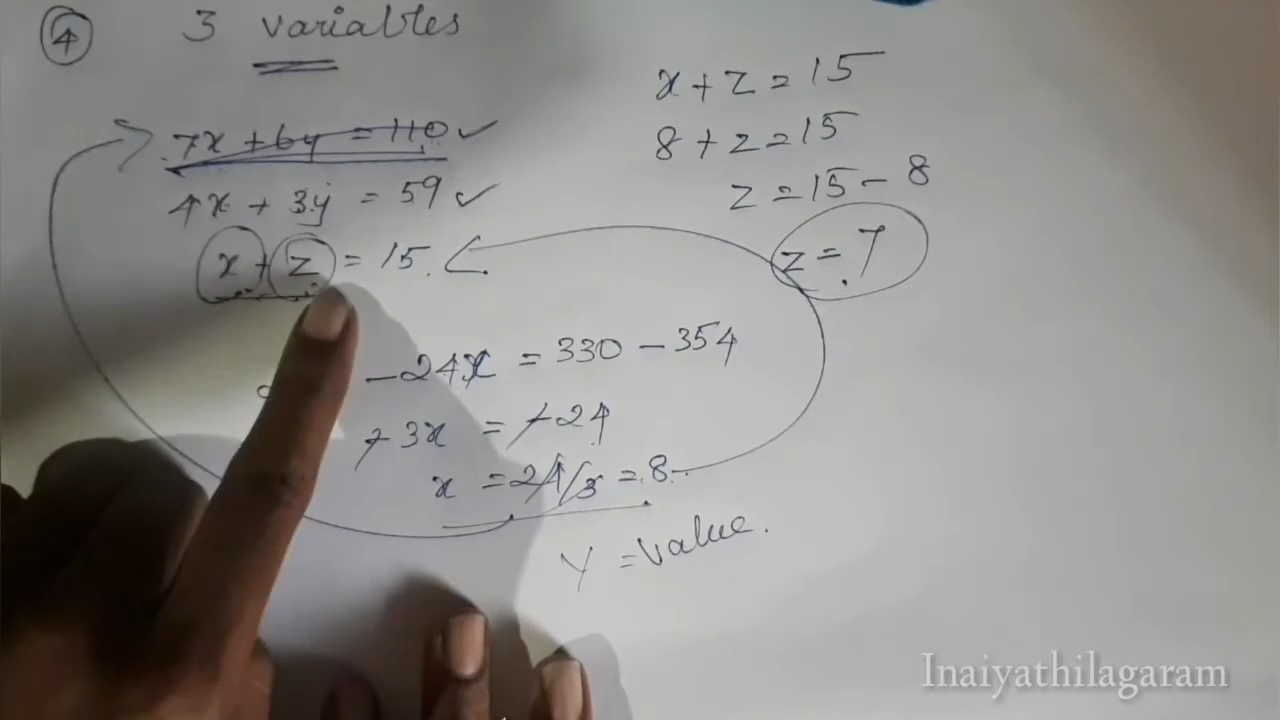 4
3 variables
7x + 6y = 110 ✓
4x + 3y = 59 ✓
x + z = 15.
x + z = 15
8 + z = 15
z = 15 - 8
z = 7
-24x = 330 - 354
-3x = -24
x = 24/3 = 8
Y = value.
Inaiyathilagaram